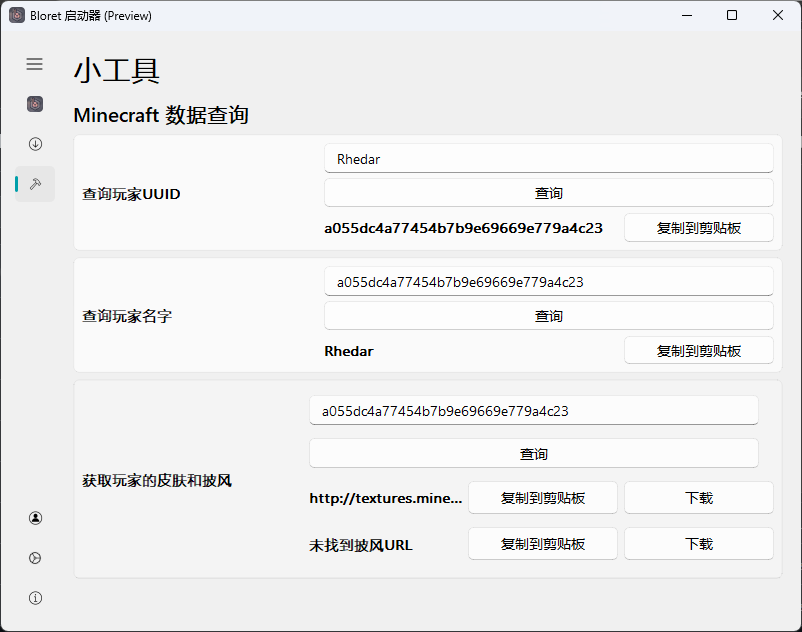 Bloret 启动器 (Preview)
小工具
Minecraft 数据查询
查询玩家UUID
Rhedar
查询
a055dc4a77454b7b9e69669e779a4c23
复制到剪贴板
查询玩家名字
a055dc4a77454b7b9e69669e779a4c23
查询
Rhedar
复制到剪贴板
获取玩家的皮肤和披风
a055dc4a77454b7b9e69669e779a4c23
查询
http://textures.mine...
复制到剪贴板
下载
未找到披风URL
复制到剪贴板
下载